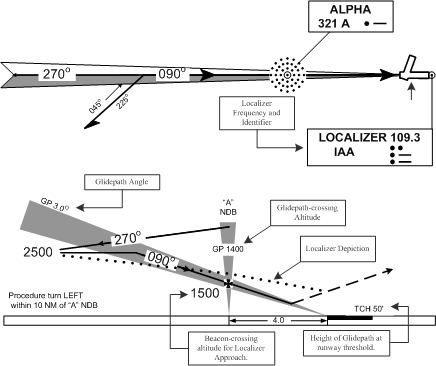 ALPHA
321 A
270°
090°
045°
225°
Localizer
Frequency and
Identifier
LOCALIZER 109.3
IAA
Glidepath Angle
GP 3.0°
"A"
NDB
Glidepath-crossing
Altitude
270°
GP 1400
Localizer Depiction
2500
090°
1500
Procedure turn LEFT
within 10 NM of "A" NDB
TCH 50'
4.0
Beacon-crossing
altitude for Localizer
Approach.
Height of Glidepath at
runway threshold.